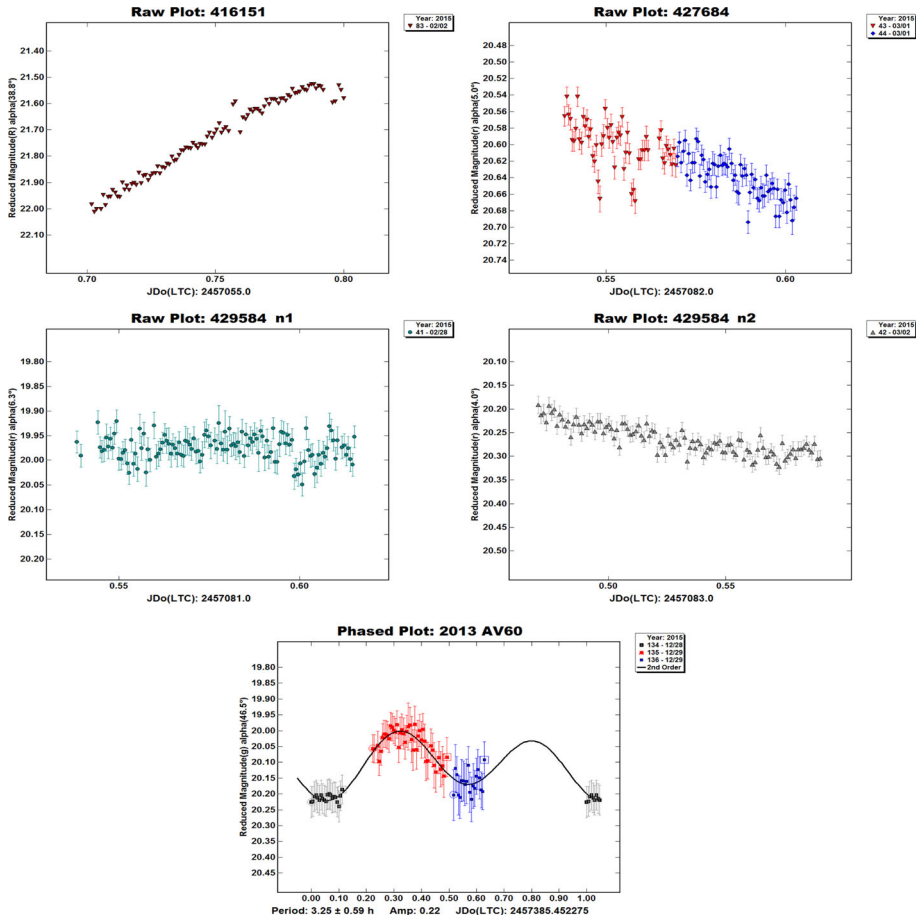 Raw Plot: 416151
Year: 2015
83 - 02/02
Reduced Magnitude(R) alpha(38.8°)
21.40
21.50
21.60
21.70
21.80
21.90
22.00
22.10
0.70
0.75
0.80
JDo(LTC): 2457055.0
Raw Plot: 427684
Year: 2015
43 - 03/01
44 - 03/01
Reduced Magnitude(r) alpha(5.0°)
20.48
20.50
20.52
20.54
20.56
20.58
20.60
20.62
20.64
20.66
20.68
20.70
20.72
20.74
0.55
0.60
JDo(LTC): 2457082.0
Raw Plot: 429584 n1
Year: 2015
41 - 02/28
Reduced Magnitude(r) alpha(6.3°)
19.80
19.85
19.90
19.95
20.00
20.05
20.10
20.15
20.20
0.55
0.60
JDo(LTC): 2457081.0
Raw Plot: 429584 n2
Year: 2015
42 - 03/02
Reduced Magnitude(r) alpha(4.0°)
20.10
20.15
20.20
20.25
20.30
20.35
20.40
20.45
20.50
0.50
0.55
JDo(LTC): 2457083.0
Phased Plot: 2013 AV60
Year: 2015
134 - 12/28
135 - 12/29
136 - 12/29
2nd Order
Reduced Magnitude(g) alpha(46.5°)
19.80
19.85
19.90
19.95
20.00
20.05
20.10
20.15
20.20
20.25
20.30
20.35
20.40
20.45
0.00 0.10 0.20 0.30 0.40 0.50 0.60 0.70 0.80 0.90 1.00
Period: 3.25 ± 0.59 h Amp: 0.22 JDo(LTC): 2457385.452275